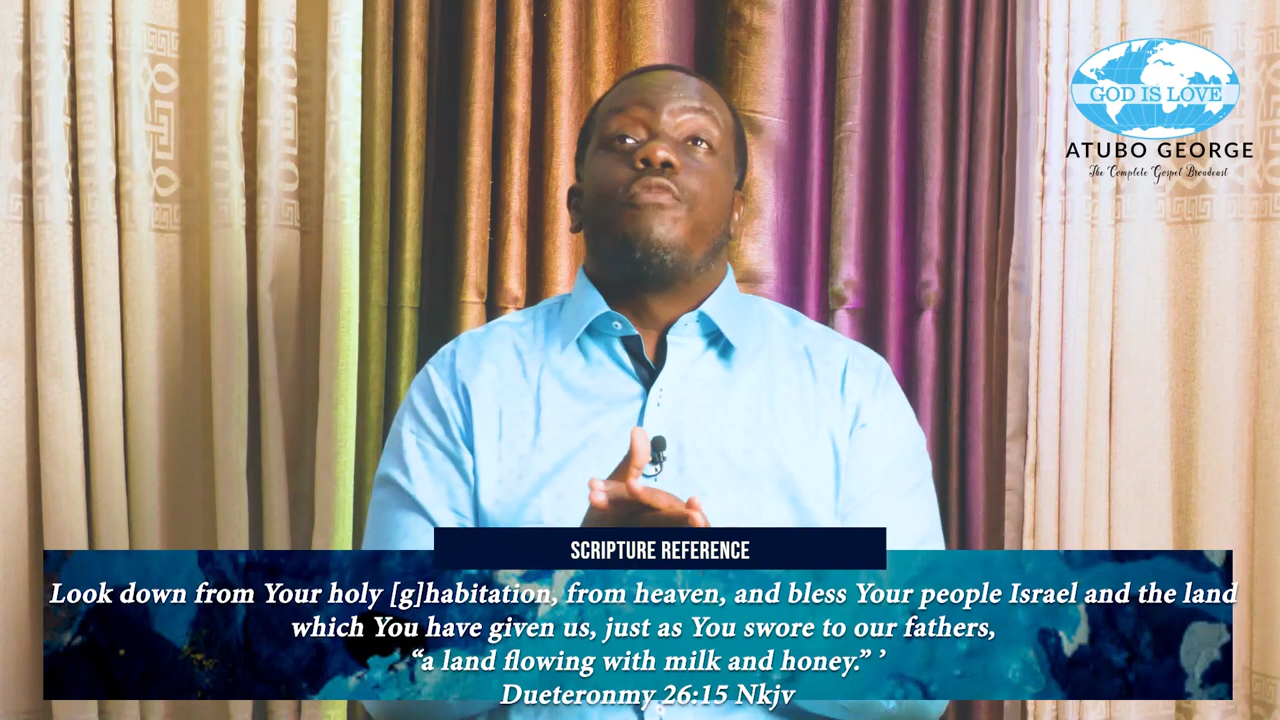 GOD IS LOVE
ATUBO GEORGE
The Complete Gospel Broadcast
SCRIPTURE REFERENCE
Look down from Your holy [g]habitation, from heaven, and bless Your people Israel and the land
which You have given us, just as You swore to our fathers,
“a land flowing with milk and honey.” ’
Dueteronmy 26:15 Nkjv